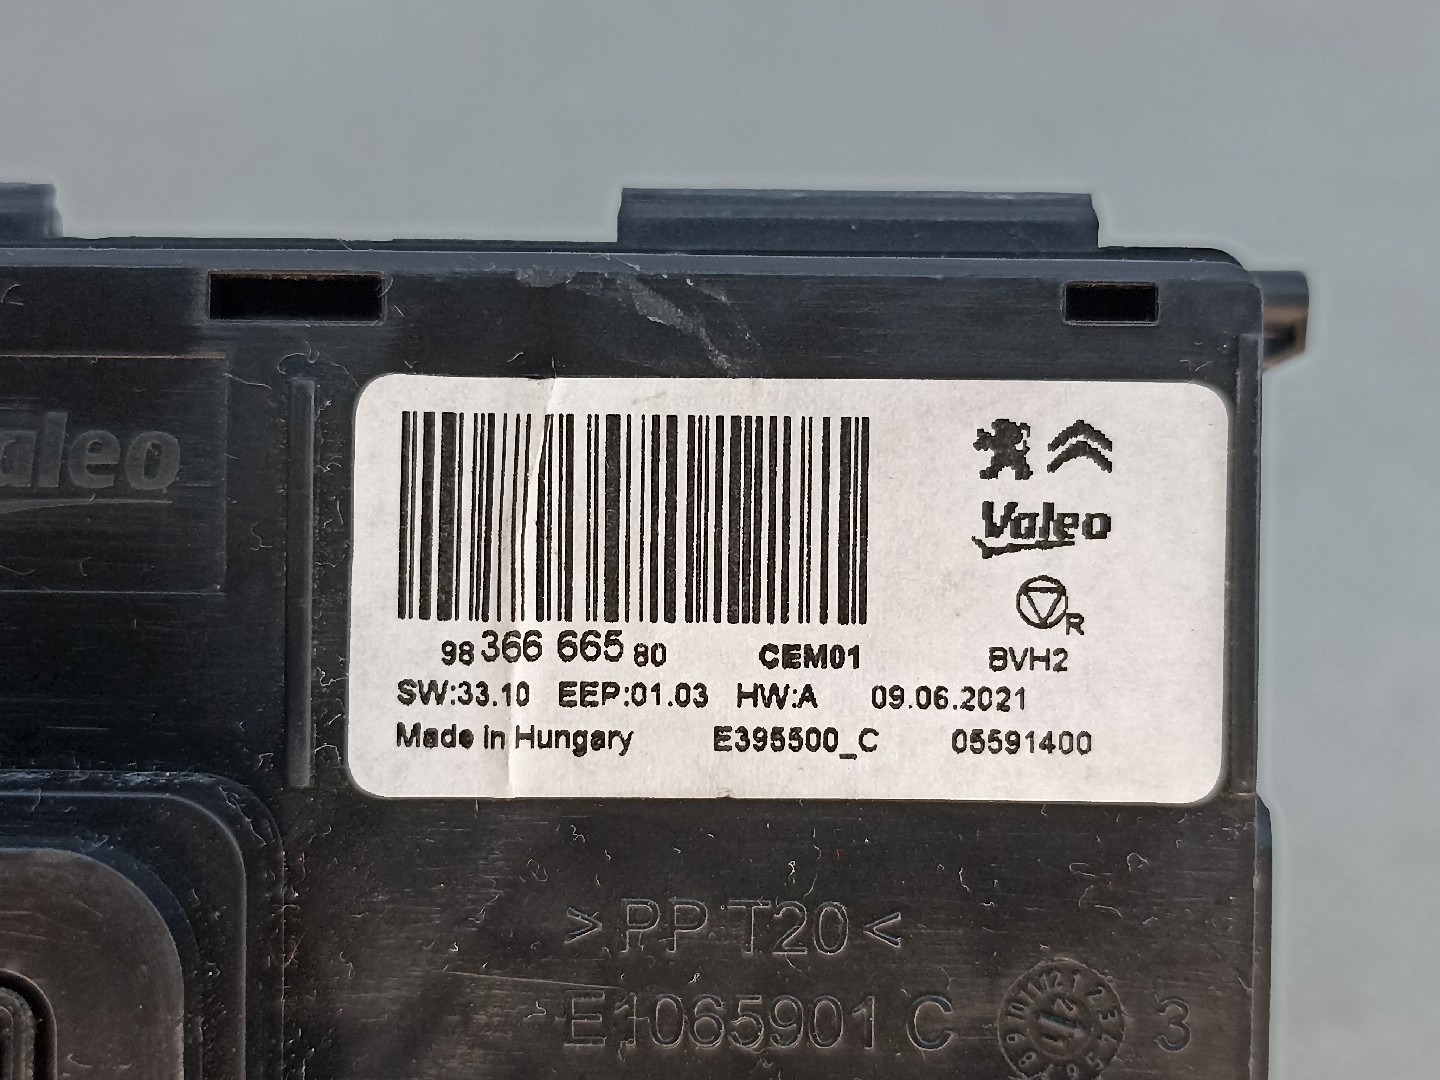 Valeo
98 366 665 80 CEM01 BVH2
R
SW:33.10 EEP:01.03 HW:A 09.06.2021
Made in Hungary E395500_C 05591400
aleo
>PP T20<
E1065901 C 3